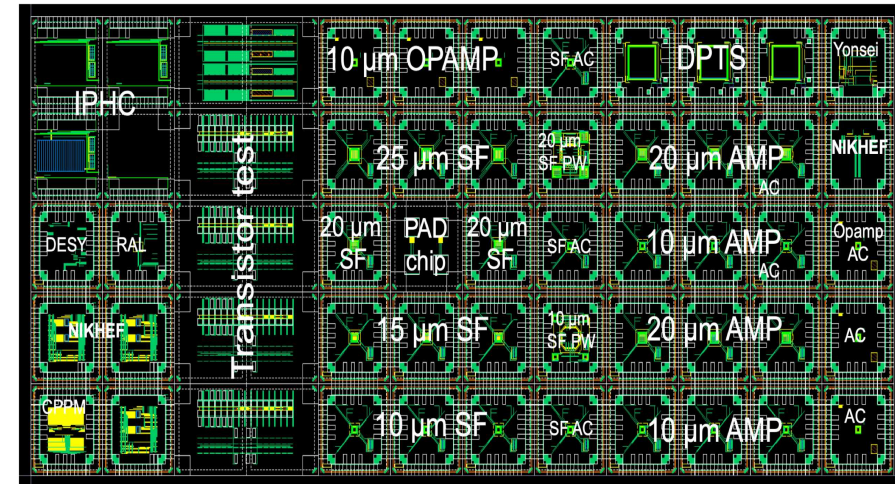 10 µm OPAMP
SF AC
DPTS
Yonsei
IPHC
25 µm SF
20 µm
SF PW
20 µm AMP
AC
NIKHEF
Transistor test
DESY
RAL
20 µm
SF
PAD
chip
20 µm
SF
SF AC
10 µm AMP
AC
Opamp
AC
NIKHEF
15 µm SF
10 µm
SF PW
20 µm AMP
AC
CPPM
10 µm SF
SF AC
10 µm AMP
AC